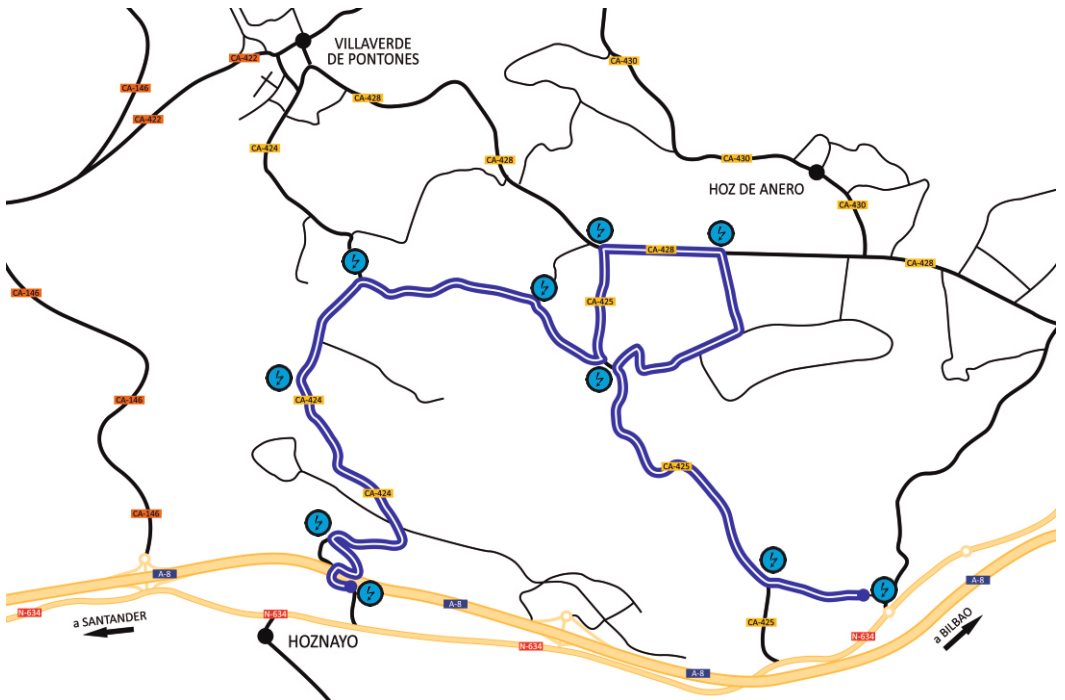 VILLAVERDE
DE PONTONES
CA-422
CA-430
CA-146
CA-428
CA-422
CA-424
CA-428
CA-430
HOZ DE ANERO
CA-430
CA-428
CA-428
CA-146
CA-425
CA-146
CA-424
CA-425
CA-424
CA-146
A-8
A-8
A-8
N-634
a SANTANDER
N-634
HOZNAYO
N-634
CA-425
N-634
a BILBAO
A-8